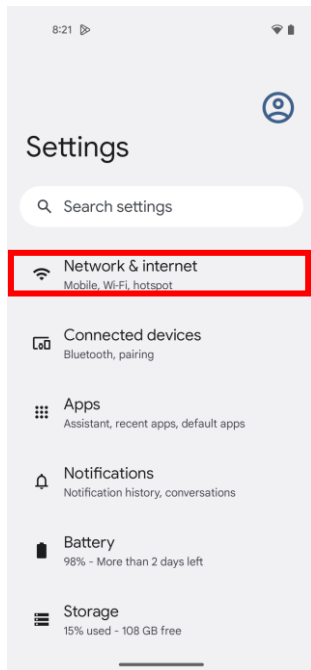 8:21
Settings
Search settings
Network & internet
Mobile, Wi-Fi, hotspot
Connected devices
Bluetooth, pairing
Apps
Assistant, recent apps, default apps
Notifications
Notification history, conversations
Battery
98% - More than 2 days left
Storage
15% used - 108 GB free